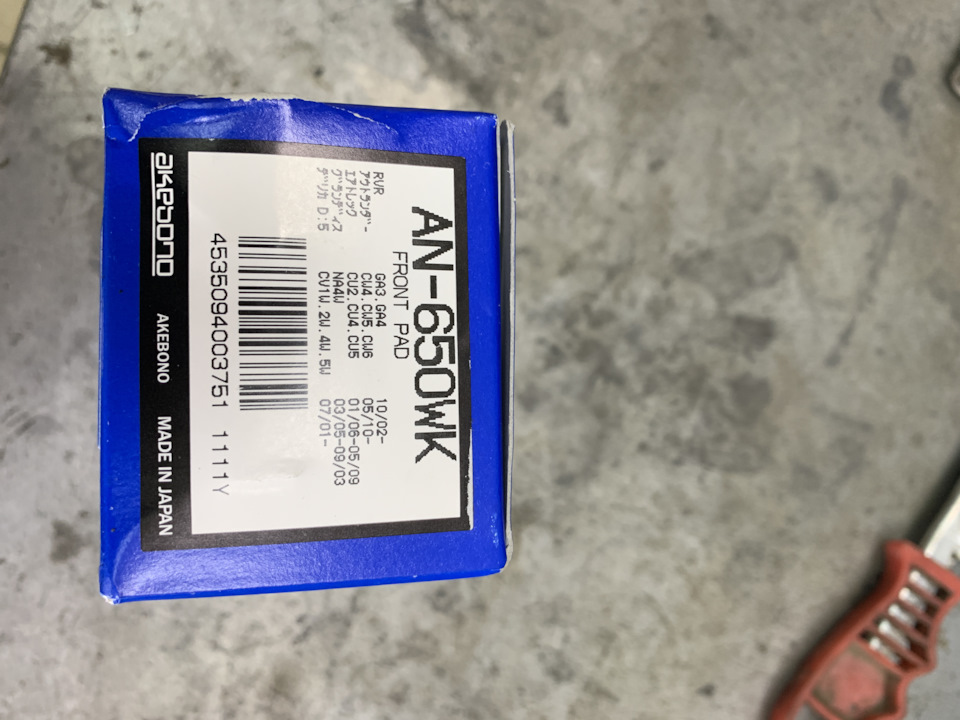 AN-650WK
FRONT PAD
RVR GA3.GA4 10/02-
アウトランダー CW4.CW5.CW6 05/10-
エアトレック CU2.CU4.CU5 01/06-05/09
グランディス NA4W 03/05-09/03
デリカ D:5 CV1W.2W.4W.5W 07/01-
4535094003751 1111Y
akebono AKEBONO MADE IN JAPAN